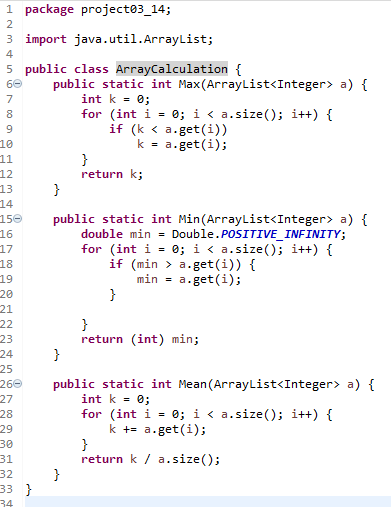 1 package project03_14;
2
3 import java.util.ArrayList;
4
5 public class ArrayCalculation {
6     public static int Max(ArrayList<Integer> a) {
7         int k = 0;
8         for (int i = 0; i < a.size(); i++) {
9             if (k < a.get(i))
10                 k = a.get(i);
11         }
12         return k;
13     }
14
15     public static int Min(ArrayList<Integer> a) {
16         double min = Double.POSITIVE_INFINITY;
17         for (int i = 0; i < a.size(); i++) {
18             if (min > a.get(i)) {
19                 min = a.get(i);
20             }
21
22         }
23         return (int) min;
24     }
25
26     public static int Mean(ArrayList<Integer> a) {
27         int k = 0;
28         for (int i = 0; i < a.size(); i++) {
29             k += a.get(i);
30         }
31         return k / a.size();
32     }
33 }
34